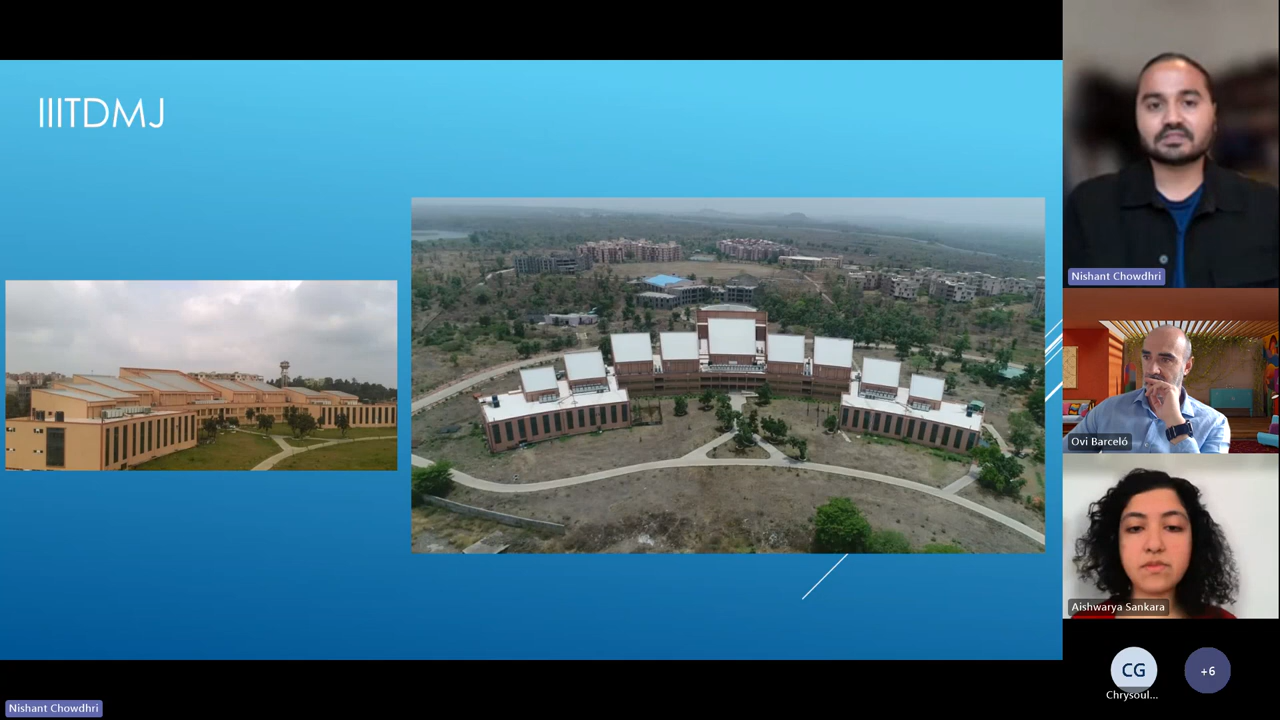 IIITDMJ
Nishant Chowdhri
Ovi Barceló
Aishwarya Sankara
CG
Chrysoul...
+6
Nishant Chowdhri